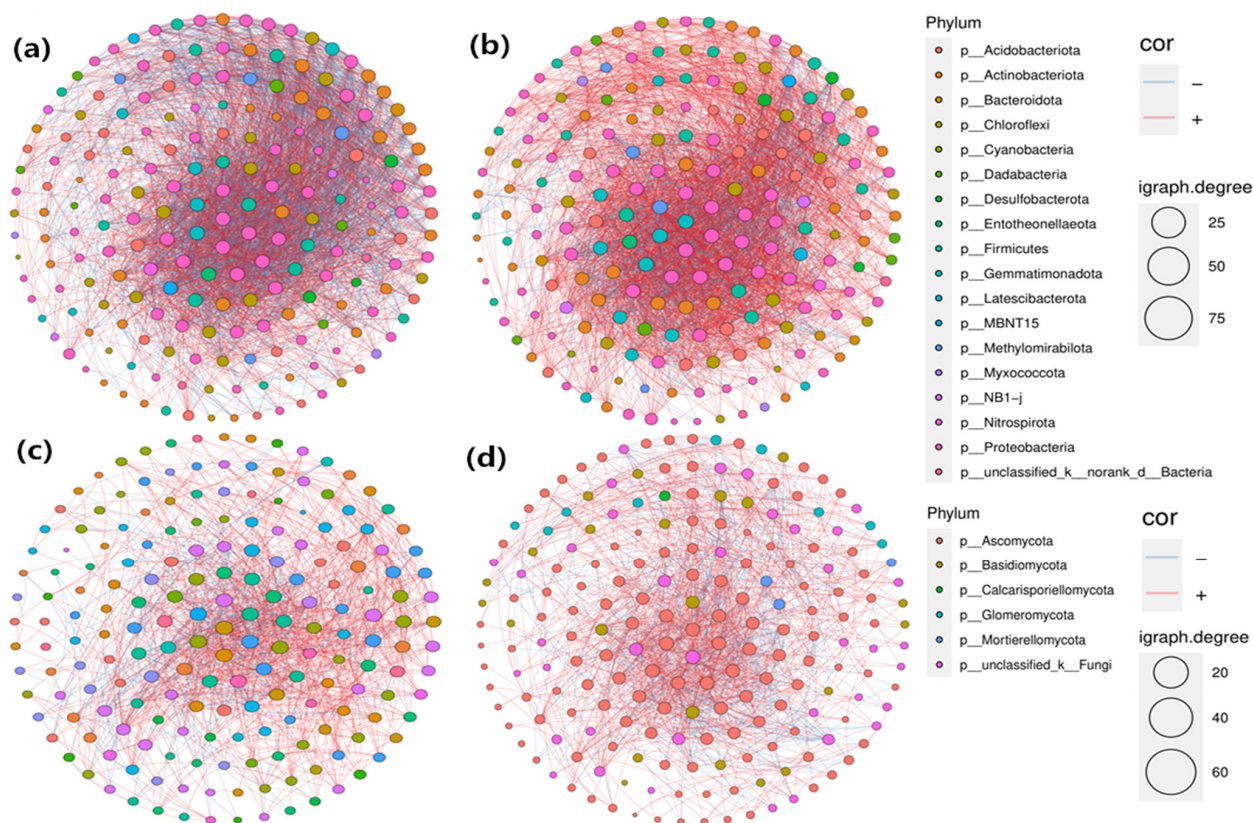 (a)
(b)
(c)
(d)
Phylum
p__Acidobacteriota
p__Actinobacteriota
p__Bacteroidota
p__Chloroflexi
p__Cyanobacteria
p__Dadabacteria
p__Desulfobacterota
p__Entotheonellaeota
p__Firmicutes
p__Gemmatimonadota
p__Latescibacterota
p__MBNT15
p__Methylomirabilota
p__Myxococcota
p__NB1−j
p__Nitrospirota
p__Proteobacteria
p__unclassified_k__norank_d__Bacteria
cor
−
+
igraph.degree
25
50
75
Phylum
p__Ascomycota
p__Basidiomycota
p__Calcarisporiellomycota
p__Glomeromycota
p__Mortierellomycota
p__unclassified_k__Fungi
cor
−
+
igraph.degree
20
40
60